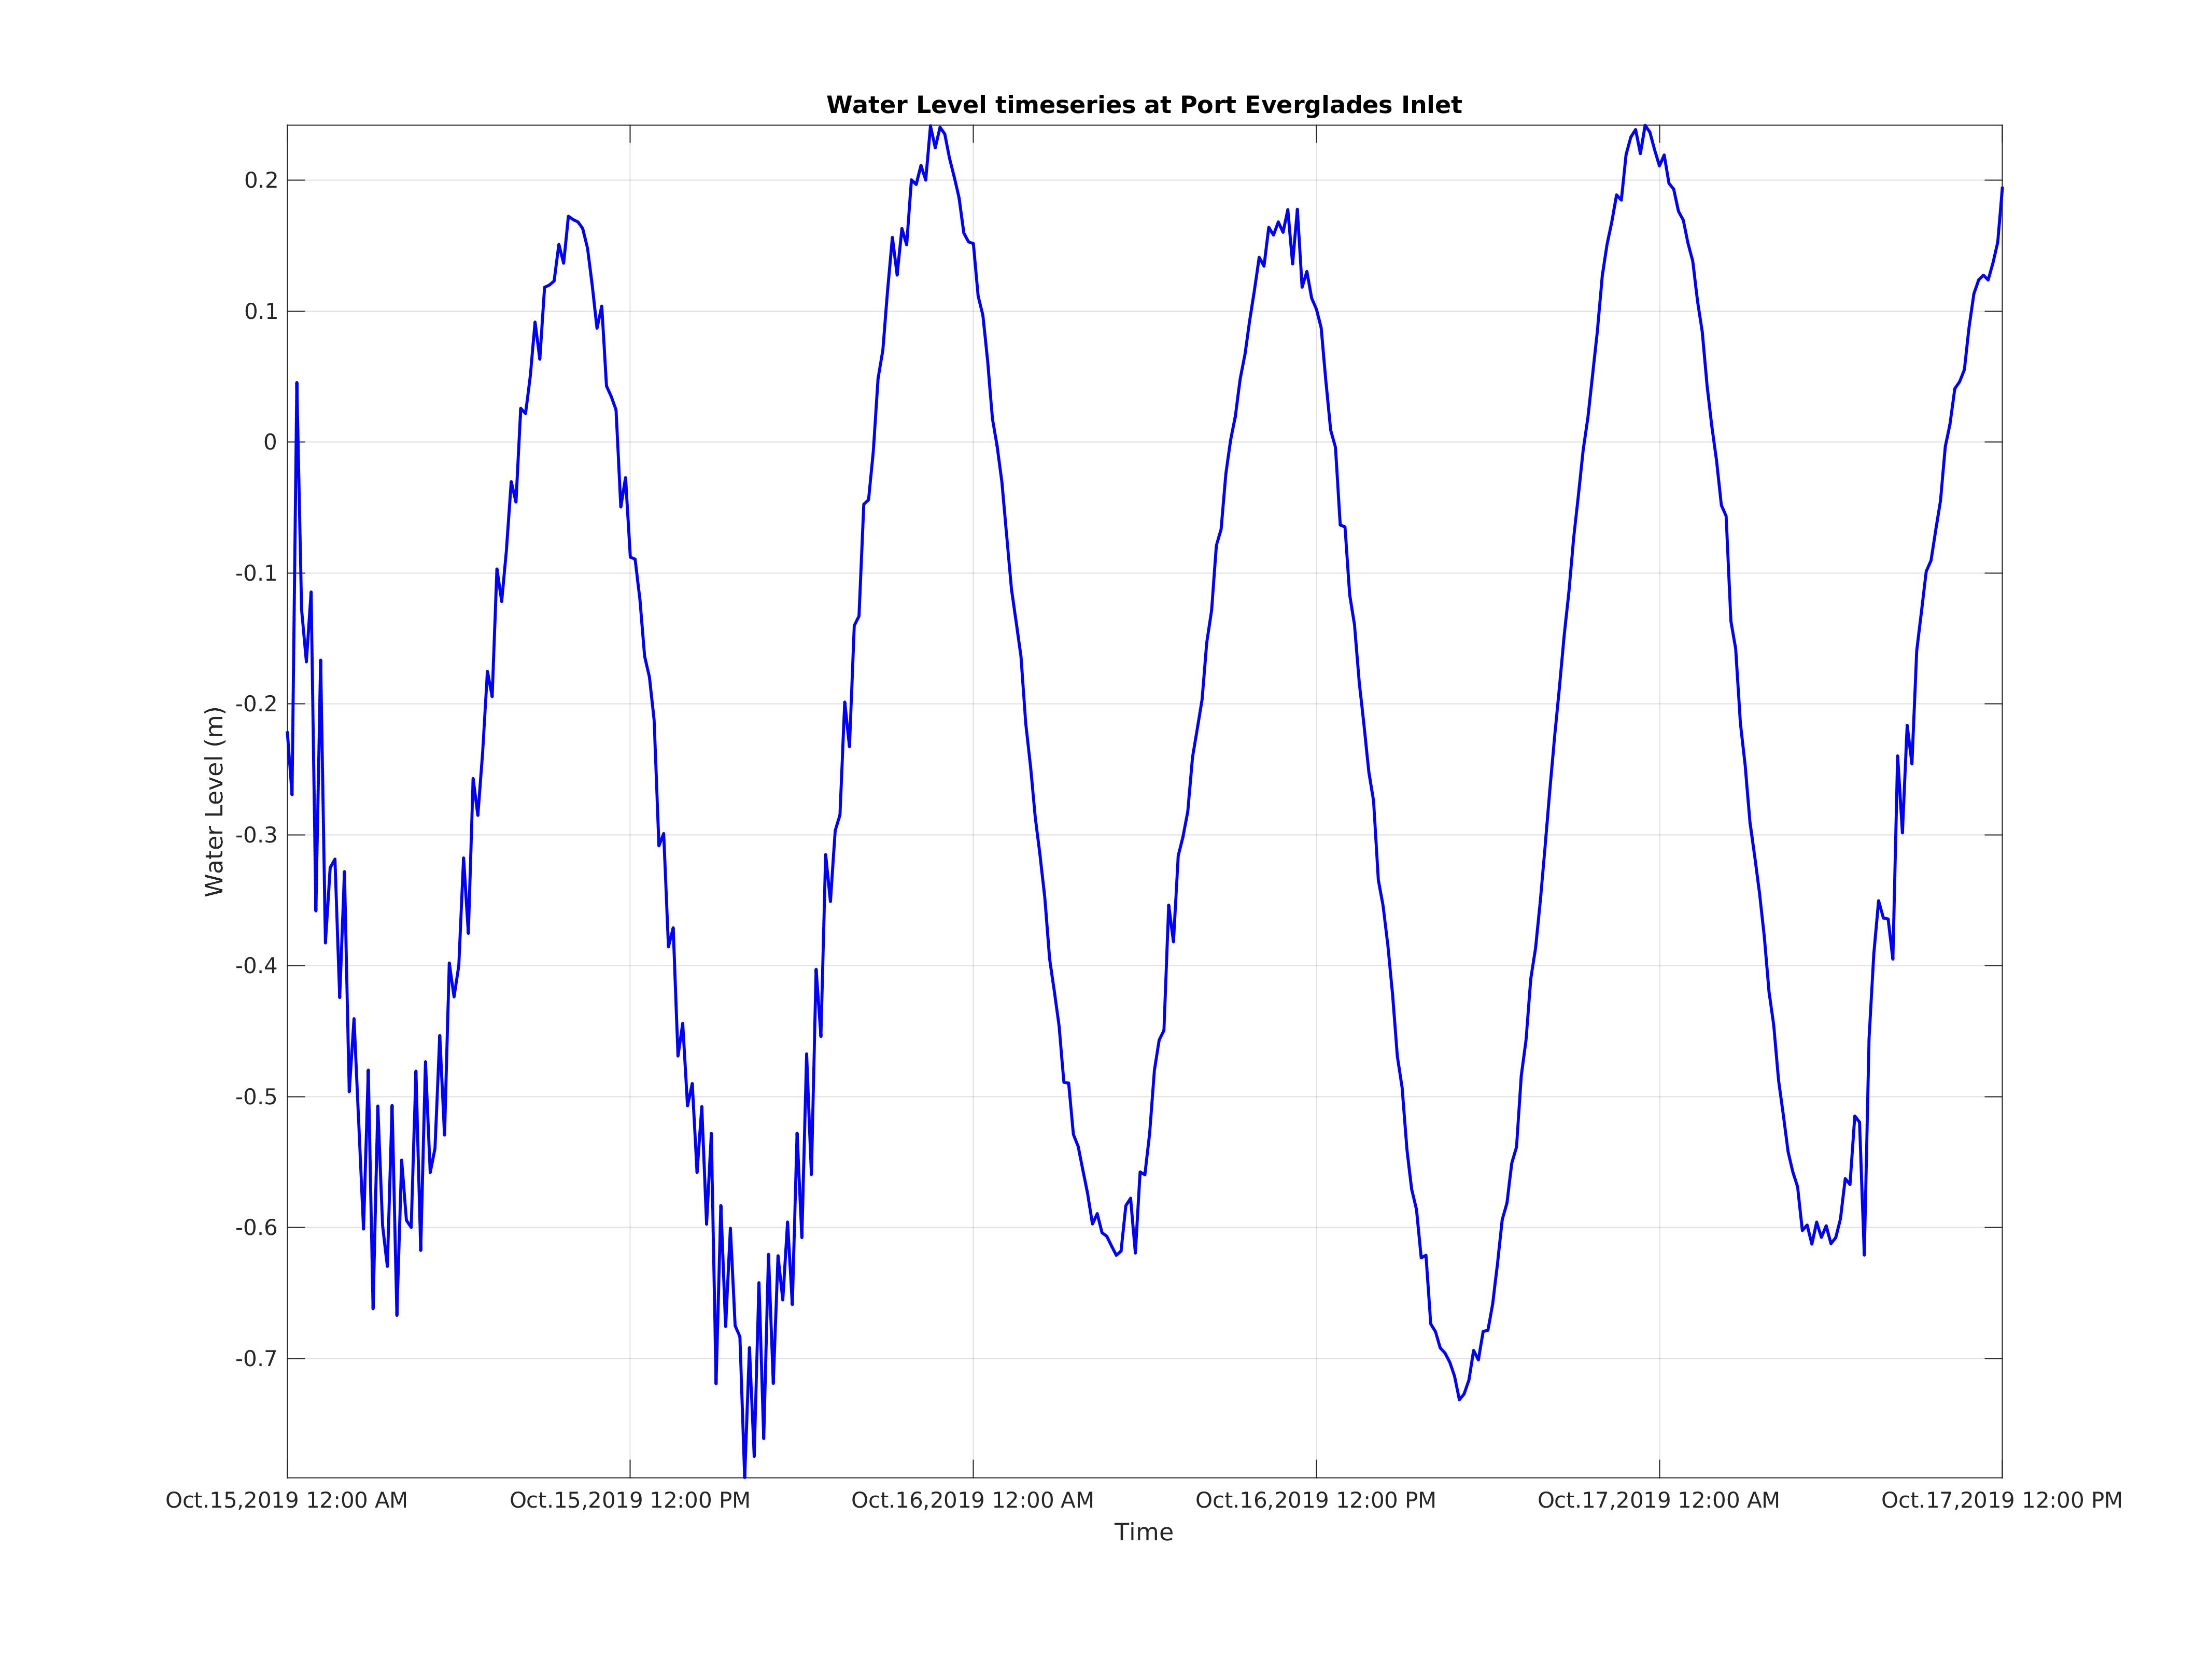 Water Level timeseries at Port Everglades Inlet
0.2
0.1
0
-0.1
-0.2
-0.3
-0.4
-0.5
-0.6
-0.7
Water Level (m)
Oct.15,2019 12:00 AM
Oct.15,2019 12:00 PM
Oct.16,2019 12:00 AM
Oct.16,2019 12:00 PM
Oct.17,2019 12:00 AM
Oct.17,2019 12:00 PM
Time